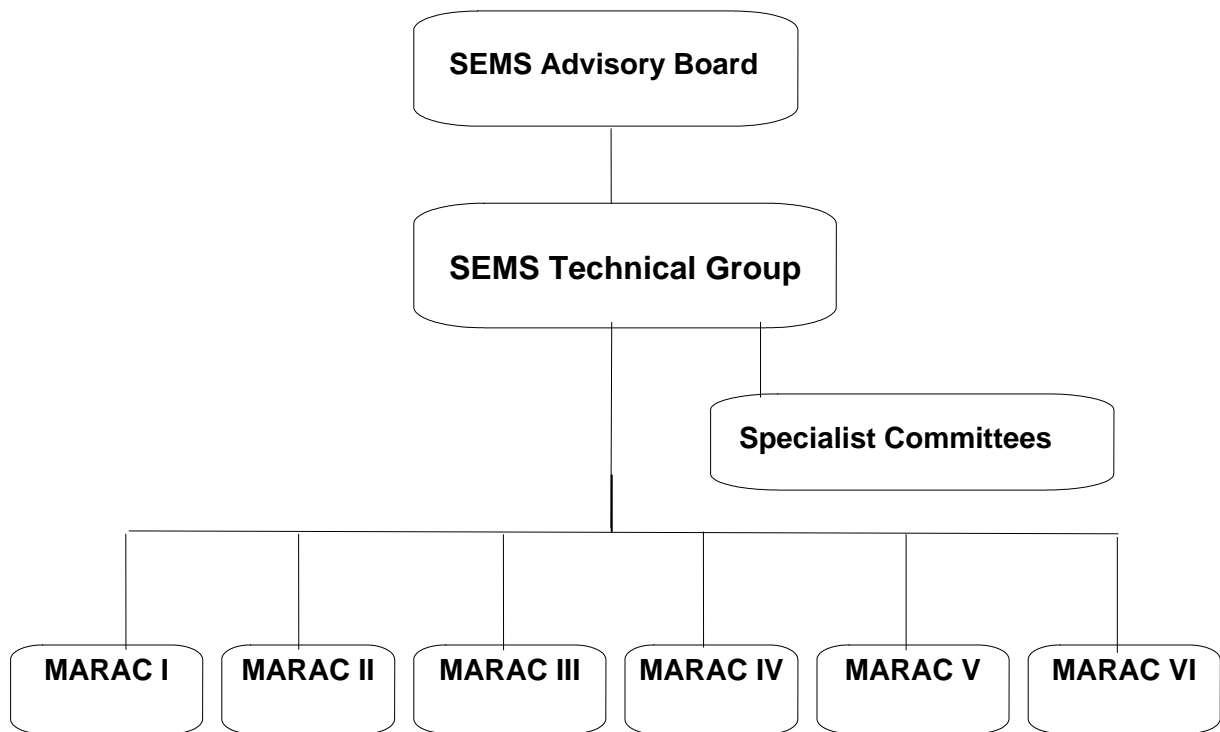 SEMS Advisory Board
SEMS Technical Group
Specialist Committees
MARAC I
MARAC II
MARAC III
MARAC IV
MARAC V
MARAC VI